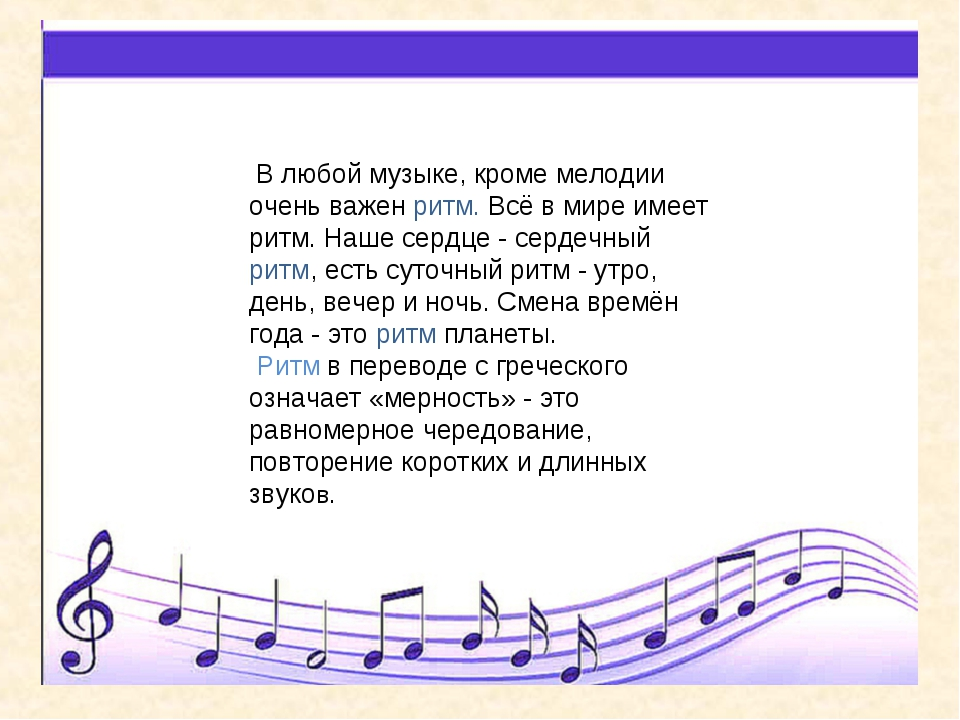 В любой музыке, кроме мелодии
очень важен ритм. Всё в мире имеет
ритм. Наше сердце - сердечный
ритм, есть суточный ритм - утро,
день, вечер и ночь. Смена времён
года - это ритм планеты.
Ритм в переводе с греческого
означает «мерность» - это
равномерное чередование,
повторение коротких и длинных
звуков.